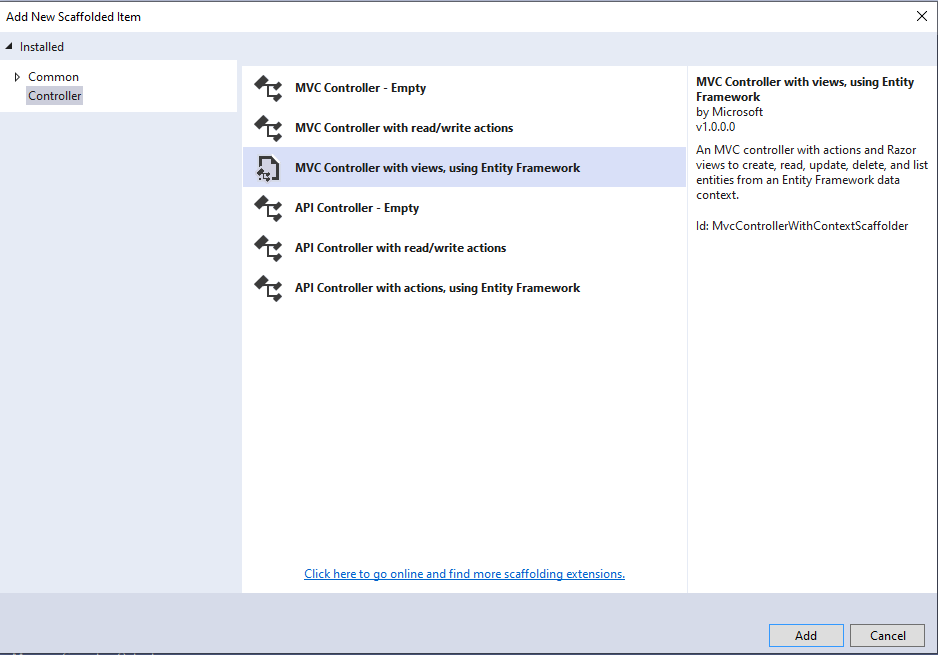 Add New Scaffolded Item
Installed
Common
Controller
MVC Controller - Empty
MVC Controller with read/write actions
MVC Controller with views, using Entity Framework
API Controller - Empty
API Controller with read/write actions
API Controller with actions, using Entity Framework
Click here to go online and find more scaffolding extensions.
MVC Controller with views, using Entity
Framework
by Microsoft
v1.0.0.0
An MVC controller with actions and Razor
views to create, read, update, delete, and list
entities from an Entity Framework data
context.
Id: MvcControllerWithContextScaffolder
Add
Cancel